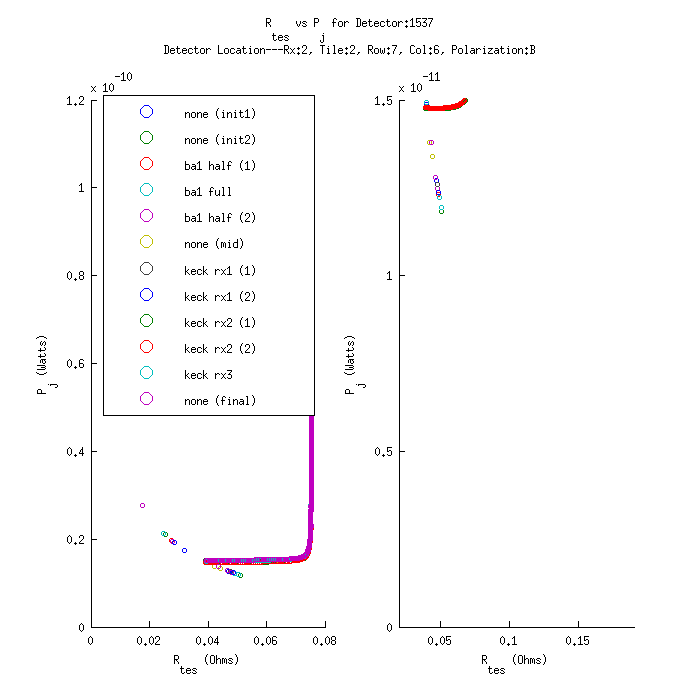 R    vs P  for Detector:1537
tes    j
Detector Location---Rx:2, Tile:2, Row:7, Col:6, Polarization:B
x 10^-10
x 10^-11
1.2
1
0.8
0.6
0.4
0.2
0
none (init1)
none (init2)
ba1 half (1)
ba1 full
ba1 half (2)
none (mid)
keck rx1 (1)
keck rx1 (2)
keck rx2 (1)
keck rx2 (2)
keck rx3
none (final)
P_j (Watts)
0 0.02 0.04 0.06 0.08
R_tes (Ohms)
1.5
1
0.5
0
P_j (Watts)
0.05 0.1 0.15
R_tes (Ohms)